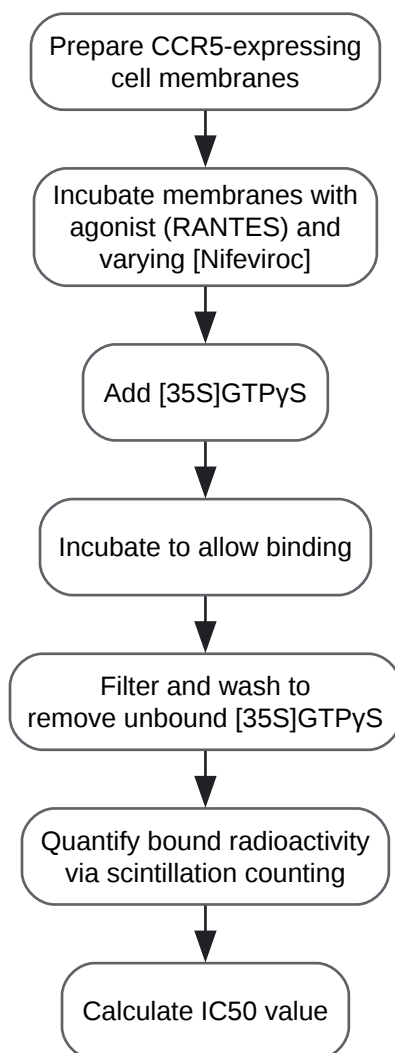 Prepare CCR5-expressing
cell membranes
Incubate membranes with
agonist (RANTES) and
varying [Nifeviroc]
Add [35S]GTPγS
Incubate to allow binding
Filter and wash to
remove unbound [35S]GTPγS
Quantify bound radioactivity
via scintillation counting
Calculate IC50 value